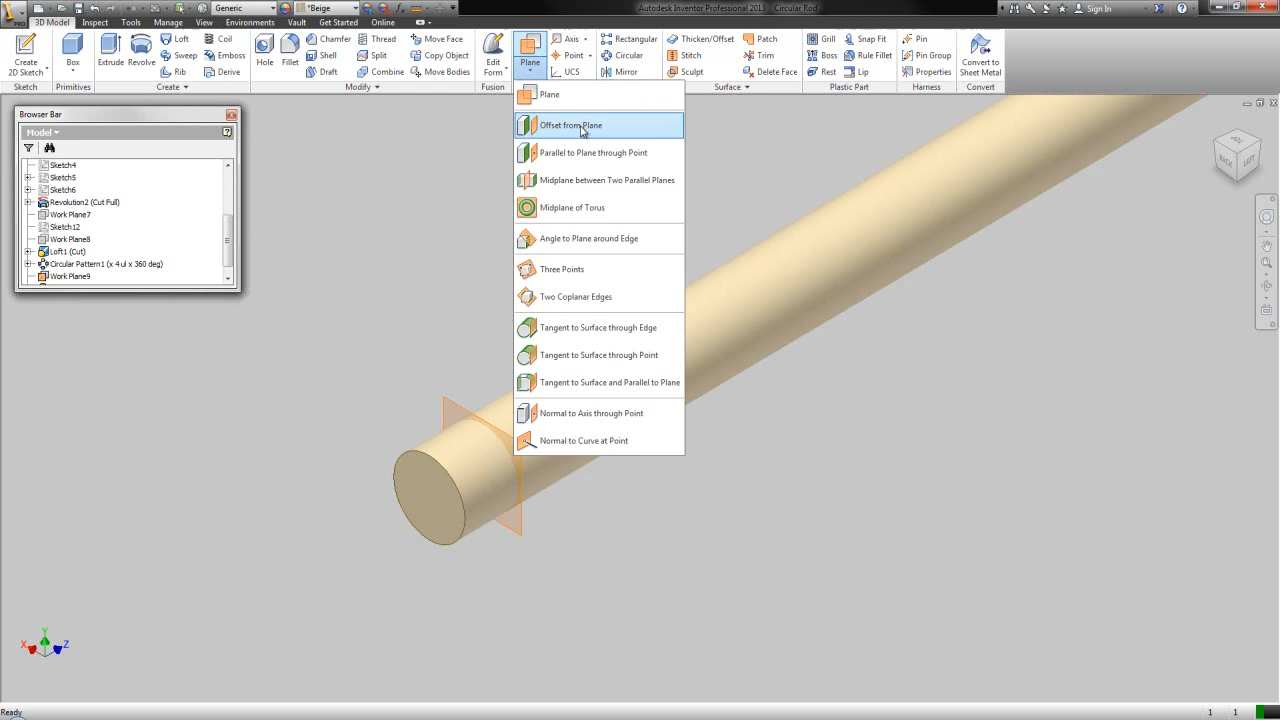 Generic
*Beige
Autodesk Inventor Professional 2013 Circular Rod
Sign In
PRO
3D Model Inspect Tools Manage View Environments Vault Get Started Online
Create
2D Sketch
Box
Extrude
Revolve
Loft
Sweep
Rib
Coil
Emboss
Derive
Hole
Fillet
Chamfer
Shell
Draft
Thread
Split
Combine
Move Face
Copy Object
Move Bodies
Edit
Form
Plane
Axis
Point
UCS
Rectangular
Circular
Mirror
Thicken/Offset
Stitch
Sculpt
Patch
Trim
Delete Face
Grill
Boss
Rest
Snap Fit
Rule Fillet
Lip
Pin
Pin Group
Properties
Convert to
Sheet Metal
Sketch Primitives Create Modify Fusion Surface Plastic Part Harness Convert
Browser Bar
Model
Sketch4
Sketch5
Sketch6
Revolution2 (Cut Full)
Work Plane7
Sketch12
Work Plane8
Loft1 (Cut)
Circular Pattern1 (x 4 ul x 360 deg)
Work Plane9
Plane
Offset from Plane
Parallel to Plane through Point
Midplane between Two Parallel Planes
Midplane of Torus
Angle to Plane around Edge
Three Points
Two Coplanar Edges
Tangent to Surface through Edge
Tangent to Surface through Point
Tangent to Surface and Parallel to Plane
Normal to Axis through Point
Normal to Curve at Point
BACK LEFT
Y
X Z
Ready 1 1